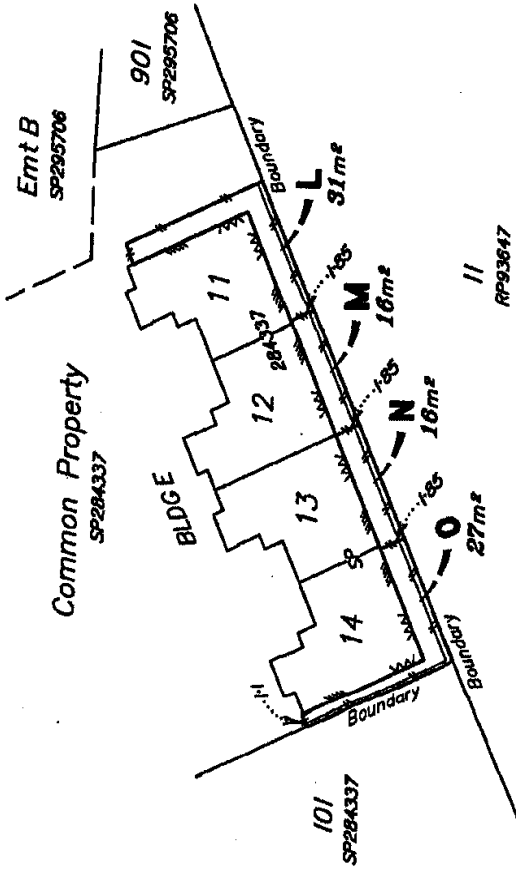 901
SP295706
Emt B
SP295706
Common Property
SP284337
BLDG E
11
12
13
14
SP 284337
Boundary
L
31m²
1·85
M
16m²
1·85
N
16m²
1·85
O
27m²
Boundary
Boundary
1·1
11
RP93647
101
SP284337